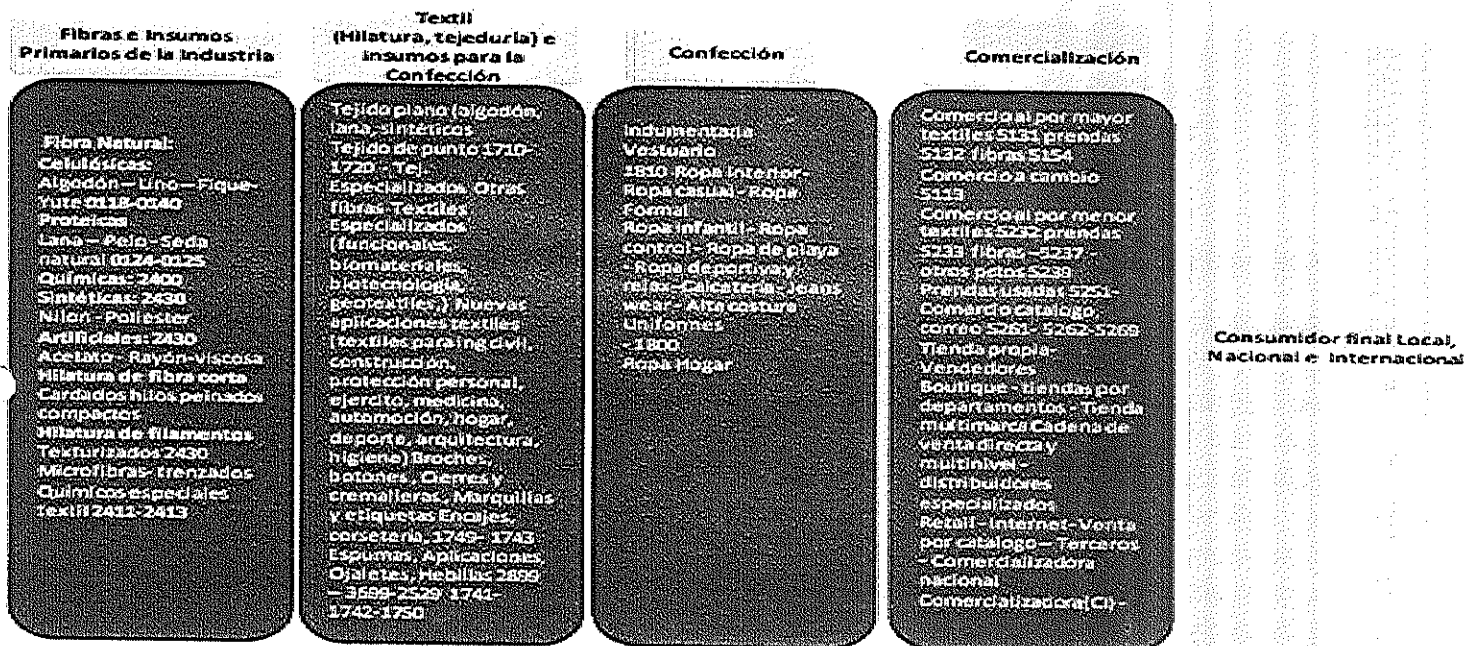 Fibras e Insumos
Primarios de la Industria
Fibra Natural:
Celulósicas:
Algodón – Lino – Fique-
Yute 0118-0140
Proteicas
Lana – Pelo - Seda
natural 0124-0125
Químicas: 2400
Sintéticas: 2430
Nilon - Poliester
Artificiales: 2430
Acetato - Rayón-viscosa
Hilatura de fibra corta
Cardados hilos peinados
compactos
Hilatura de filamentos
Texturizados 2430
Microfibras- trenzados
Químicos especiales
textil 2411-2413
Textil
(Hilatura, tejeduría) e
insumos para la
Confección
Tejido plano (algodón,
lana, sintéticos
Tejido de punto 1710-
1720 - Tej.
Especializados, Otras
fibras-Textiles
Especializados
(funcionales,
biomateriales,
biotecnología,
geotextiles,) Nuevas
aplicaciones textiles
(textiles para ing civil,
construcción,
protección personal,
ejercito, medicina,
automoción, hogar,
deporte, arquitectura,
higiene) Broches,
botones, Cierres y
cremalleras, Marquillas
y etiquetas Encajes,
corsetería, 1749- 1743
Espumas, Aplicaciones,
Ojaletes, Hebillas 2899
– 3699-2529 1741-
1742-1750
Confección
Indumentaria
Vestuario
1810 Ropa Interior-
Ropa casual - Ropa
Formal
Ropa infantil - Ropa
control – Ropa de playa
- Ropa deportiva y
relax – Calcetería - Jeans
wear – Alta costura
Uniformes
- 1800
Ropa Hogar
Comercialización
Comercio al por mayor
textiles 5131 prendas
5132 fibras 5154
Comercio a cambio
5113
Comercio al por menor
textiles 5232 prendas
5233 fibras – 5237 -
otros pctos 5239
Prendas usadas 5251-
Comercio catalogo
correo 5261- 5262-5269
Tienda propia-
Vendedores
Boutique - tiendas por
departamentos - Tienda
multimarca Cadena de
venta directa y
multinivel -
distribuidores
especializados
Retail - Internet- Venta
por catalogo – Terceros
– Comercializadora
nacional
Comercializadora(CI) -
Consumidor final Local,
Nacional e Internacional